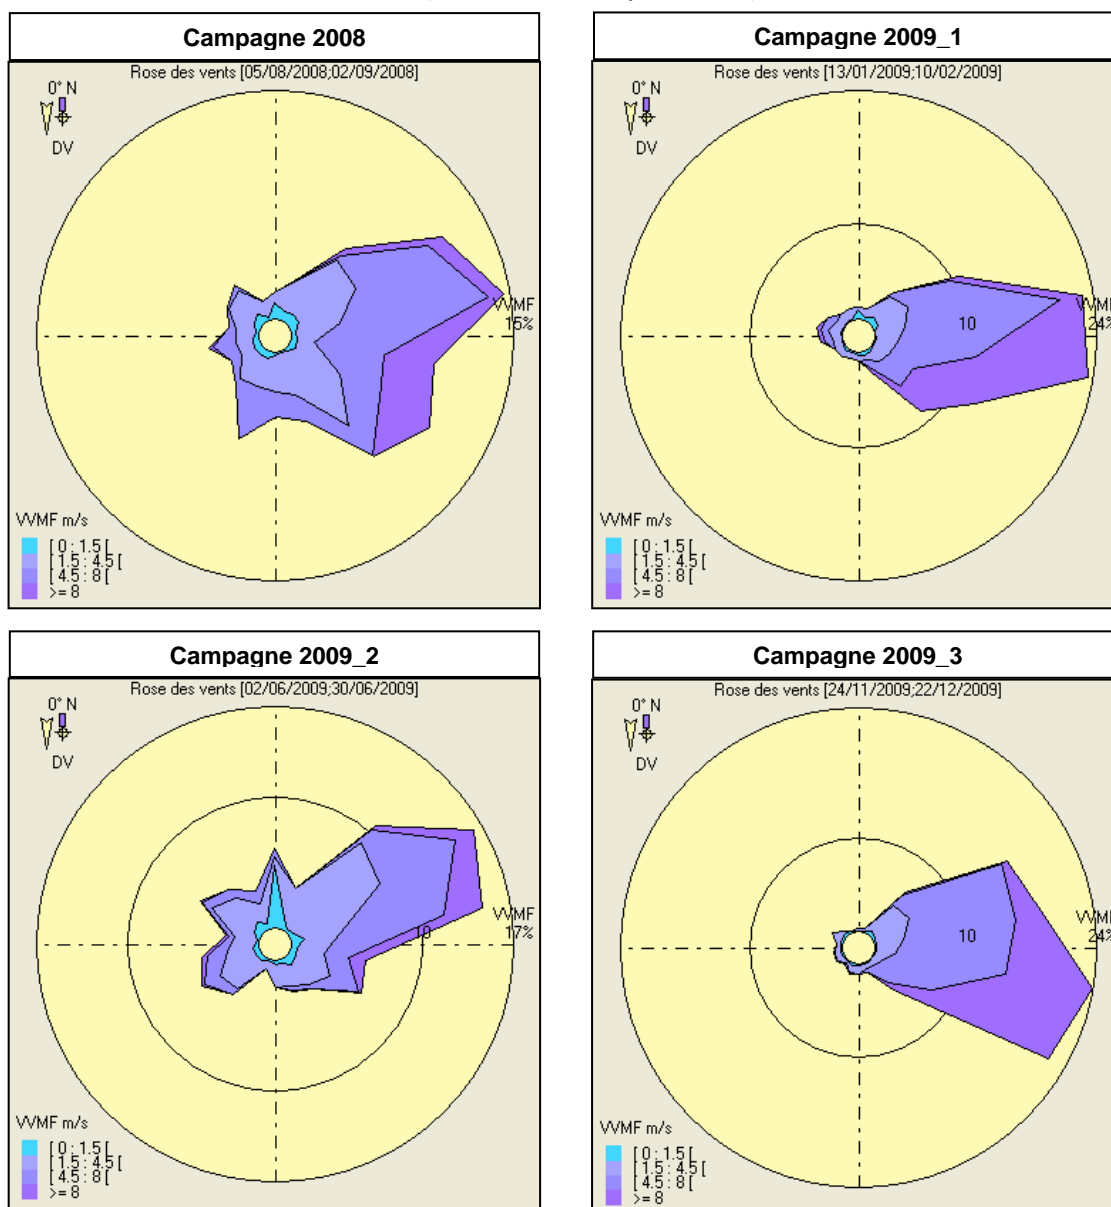 Campagne 2008
Rose des vents [05/08/2008;02/09/2008]
0° N
DV
VVMF
15%
VVMF m/s
[ 0 : 1.5 [
[ 1.5 : 4.5 [
[ 4.5 : 8 [
>= 8
Campagne 2009_1
Rose des vents [13/01/2009;10/02/2009]
0° N
DV
10
VVMF
24%
VVMF m/s
[ 0 : 1.5 [
[ 1.5 : 4.5 [
[ 4.5 : 8 [
>= 8
Campagne 2009_2
Rose des vents [02/06/2009;30/06/2009]
0° N
DV
10
VVMF
17%
VVMF m/s
[ 0 : 1.5 [
[ 1.5 : 4.5 [
[ 4.5 : 8 [
>= 8
Campagne 2009_3
Rose des vents [24/11/2009;22/12/2009]
0° N
DV
10
VVMF
24%
VVMF m/s
[ 0 : 1.5 [
[ 1.5 : 4.5 [
[ 4.5 : 8 [
>= 8